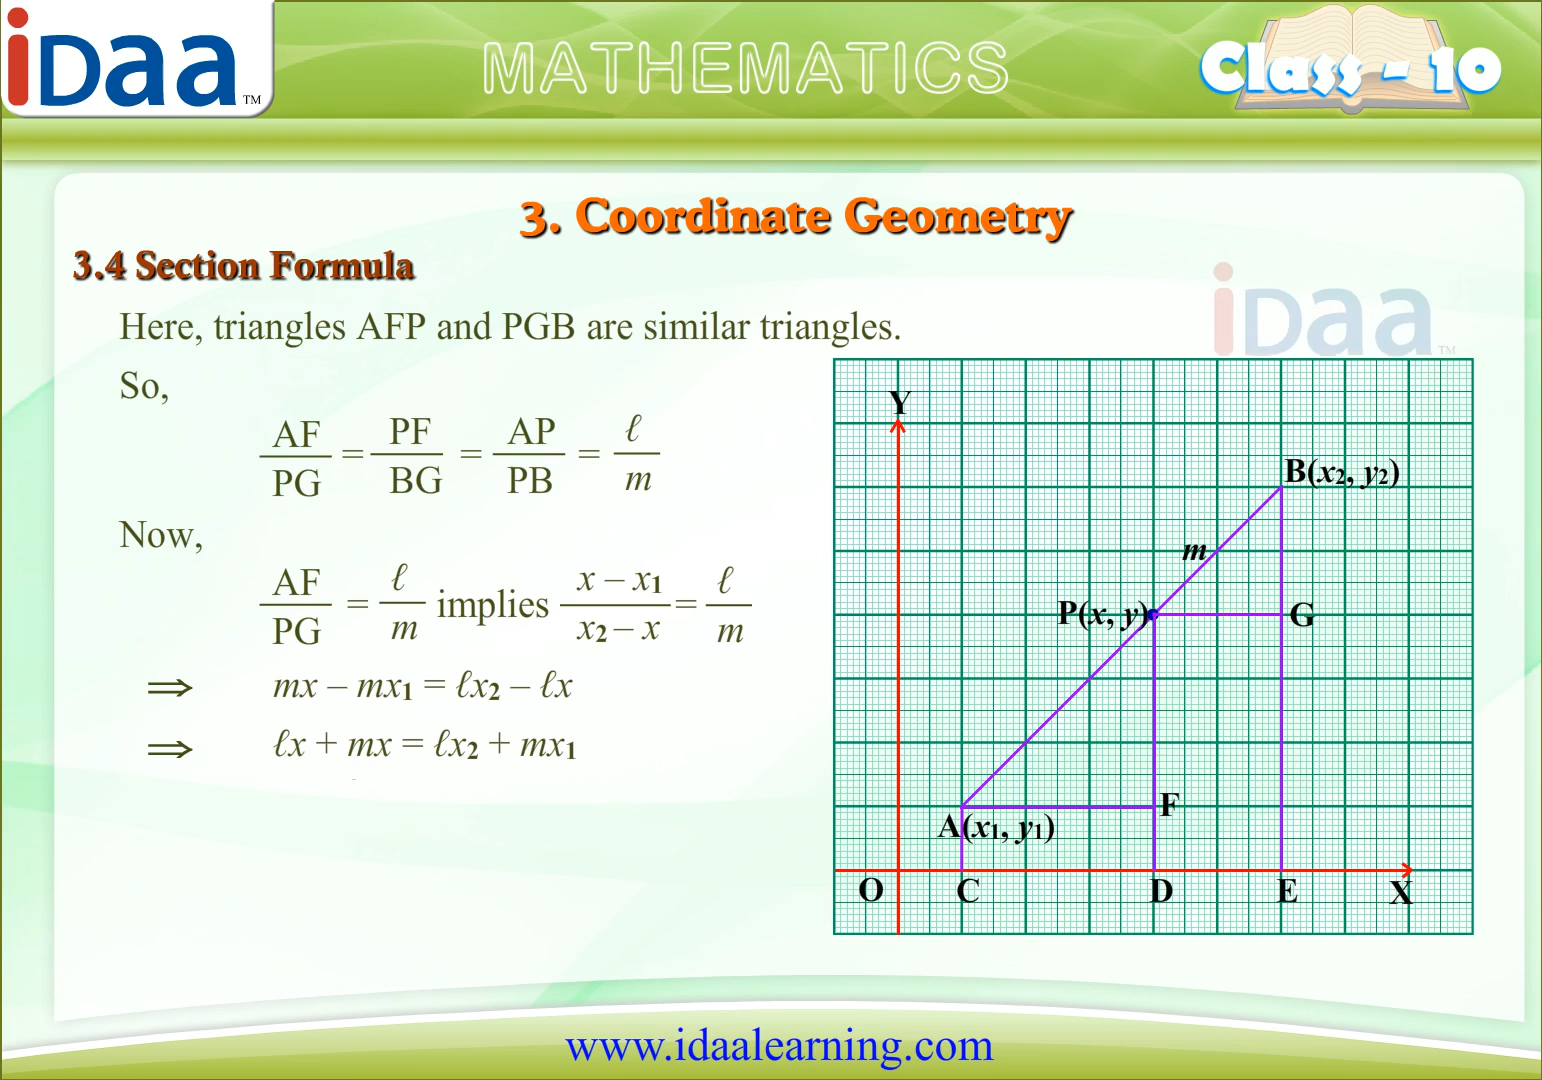 iDaa™
MATHEMATICS
Class - 10
3. Coordinate Geometry
3.4 Section Formula
iDaa™
Here, triangles AFP and PGB are similar triangles.
So,
AF/PG = PF/BG = AP/PB = ℓ/m
Now,
AF/PG = ℓ/m implies x – x₁/x₂ – x = ℓ/m
⇒ mx – mx₁ = ℓx₂ – ℓx
⇒ ℓx + mx = ℓx₂ + mx₁
Y
B(x₂, y₂)
m
P(x, y)
G
F
A(x₁, y₁)
O C D E X
www.idaalearning.com